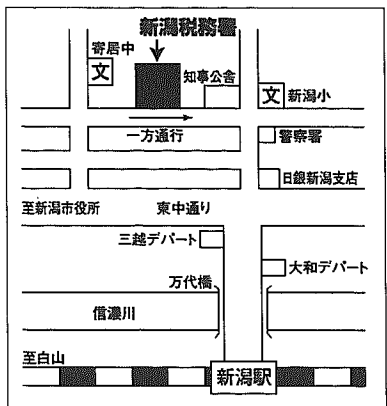 新潟税務署
寄居中
文
知事公舎
文 新潟小
一方通行
警察署
日銀新潟支店
至新潟市役所
東中通り
三越デパート
大和デパート
万代橋
信濃川
至白山
新潟駅